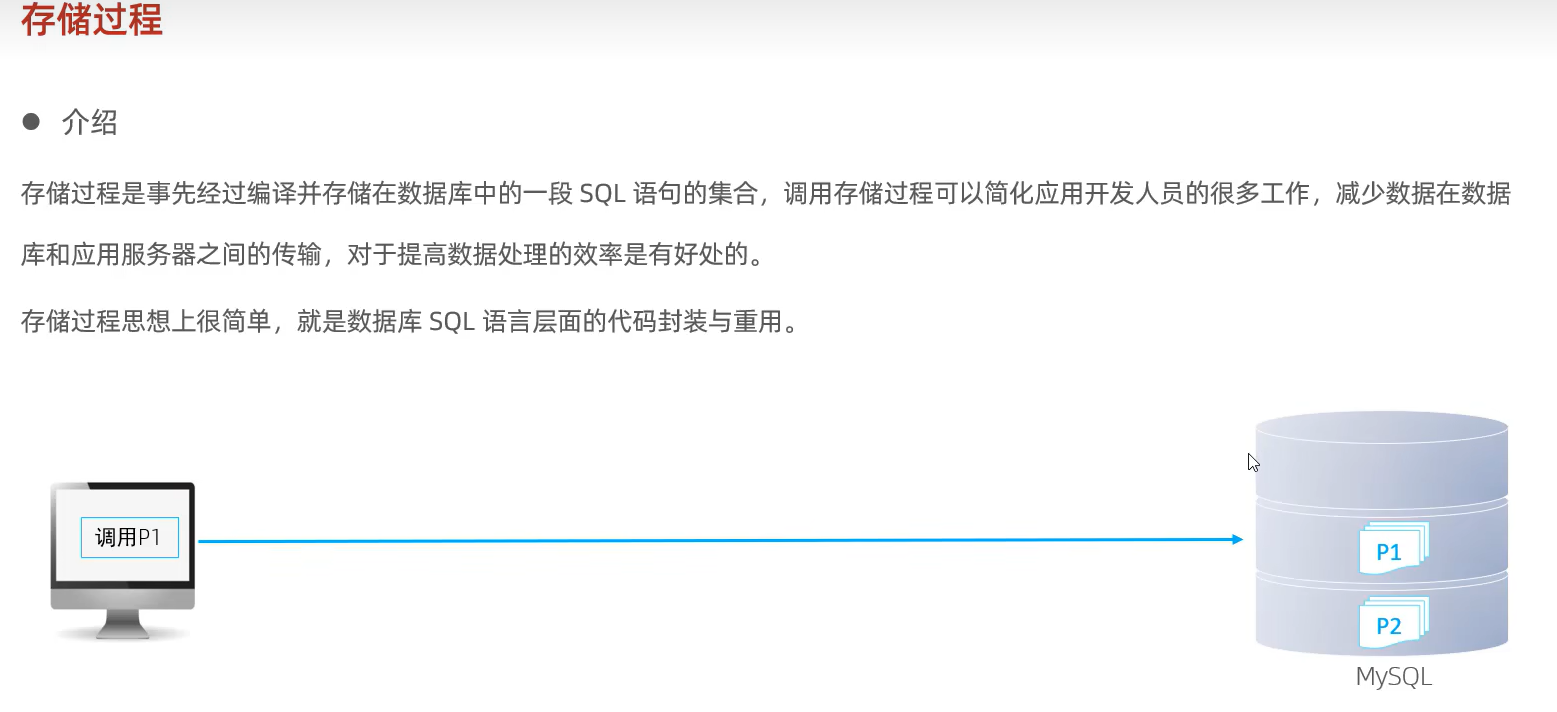 存储过程
介绍
存储过程是事先经过编译并存储在数据库中的一段 SQL 语句的集合，调用存储过程可以简化应用开发人员的很多工作，减少数据在数据
库和应用服务器之间的传输，对于提高数据处理的效率是有好处的。
存储过程思想上很简单，就是数据库 SQL 语言层面的代码封装与重用。
调用P1
P1
P2
MySQL